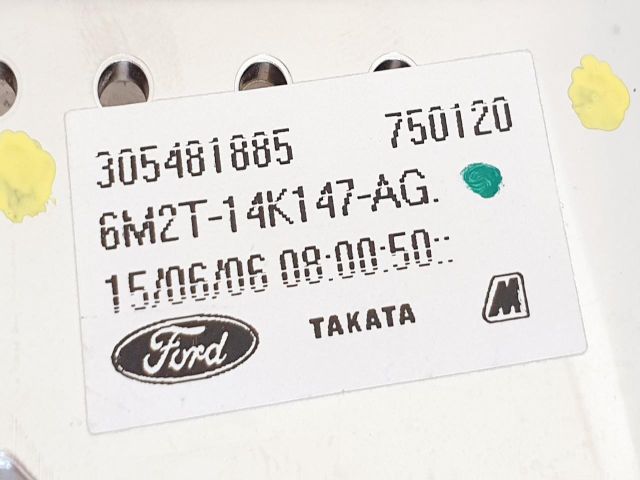 305481885 750120
6M2T-14K147-AG.
15/06/06 08:00:50::
Ford TAKATA M